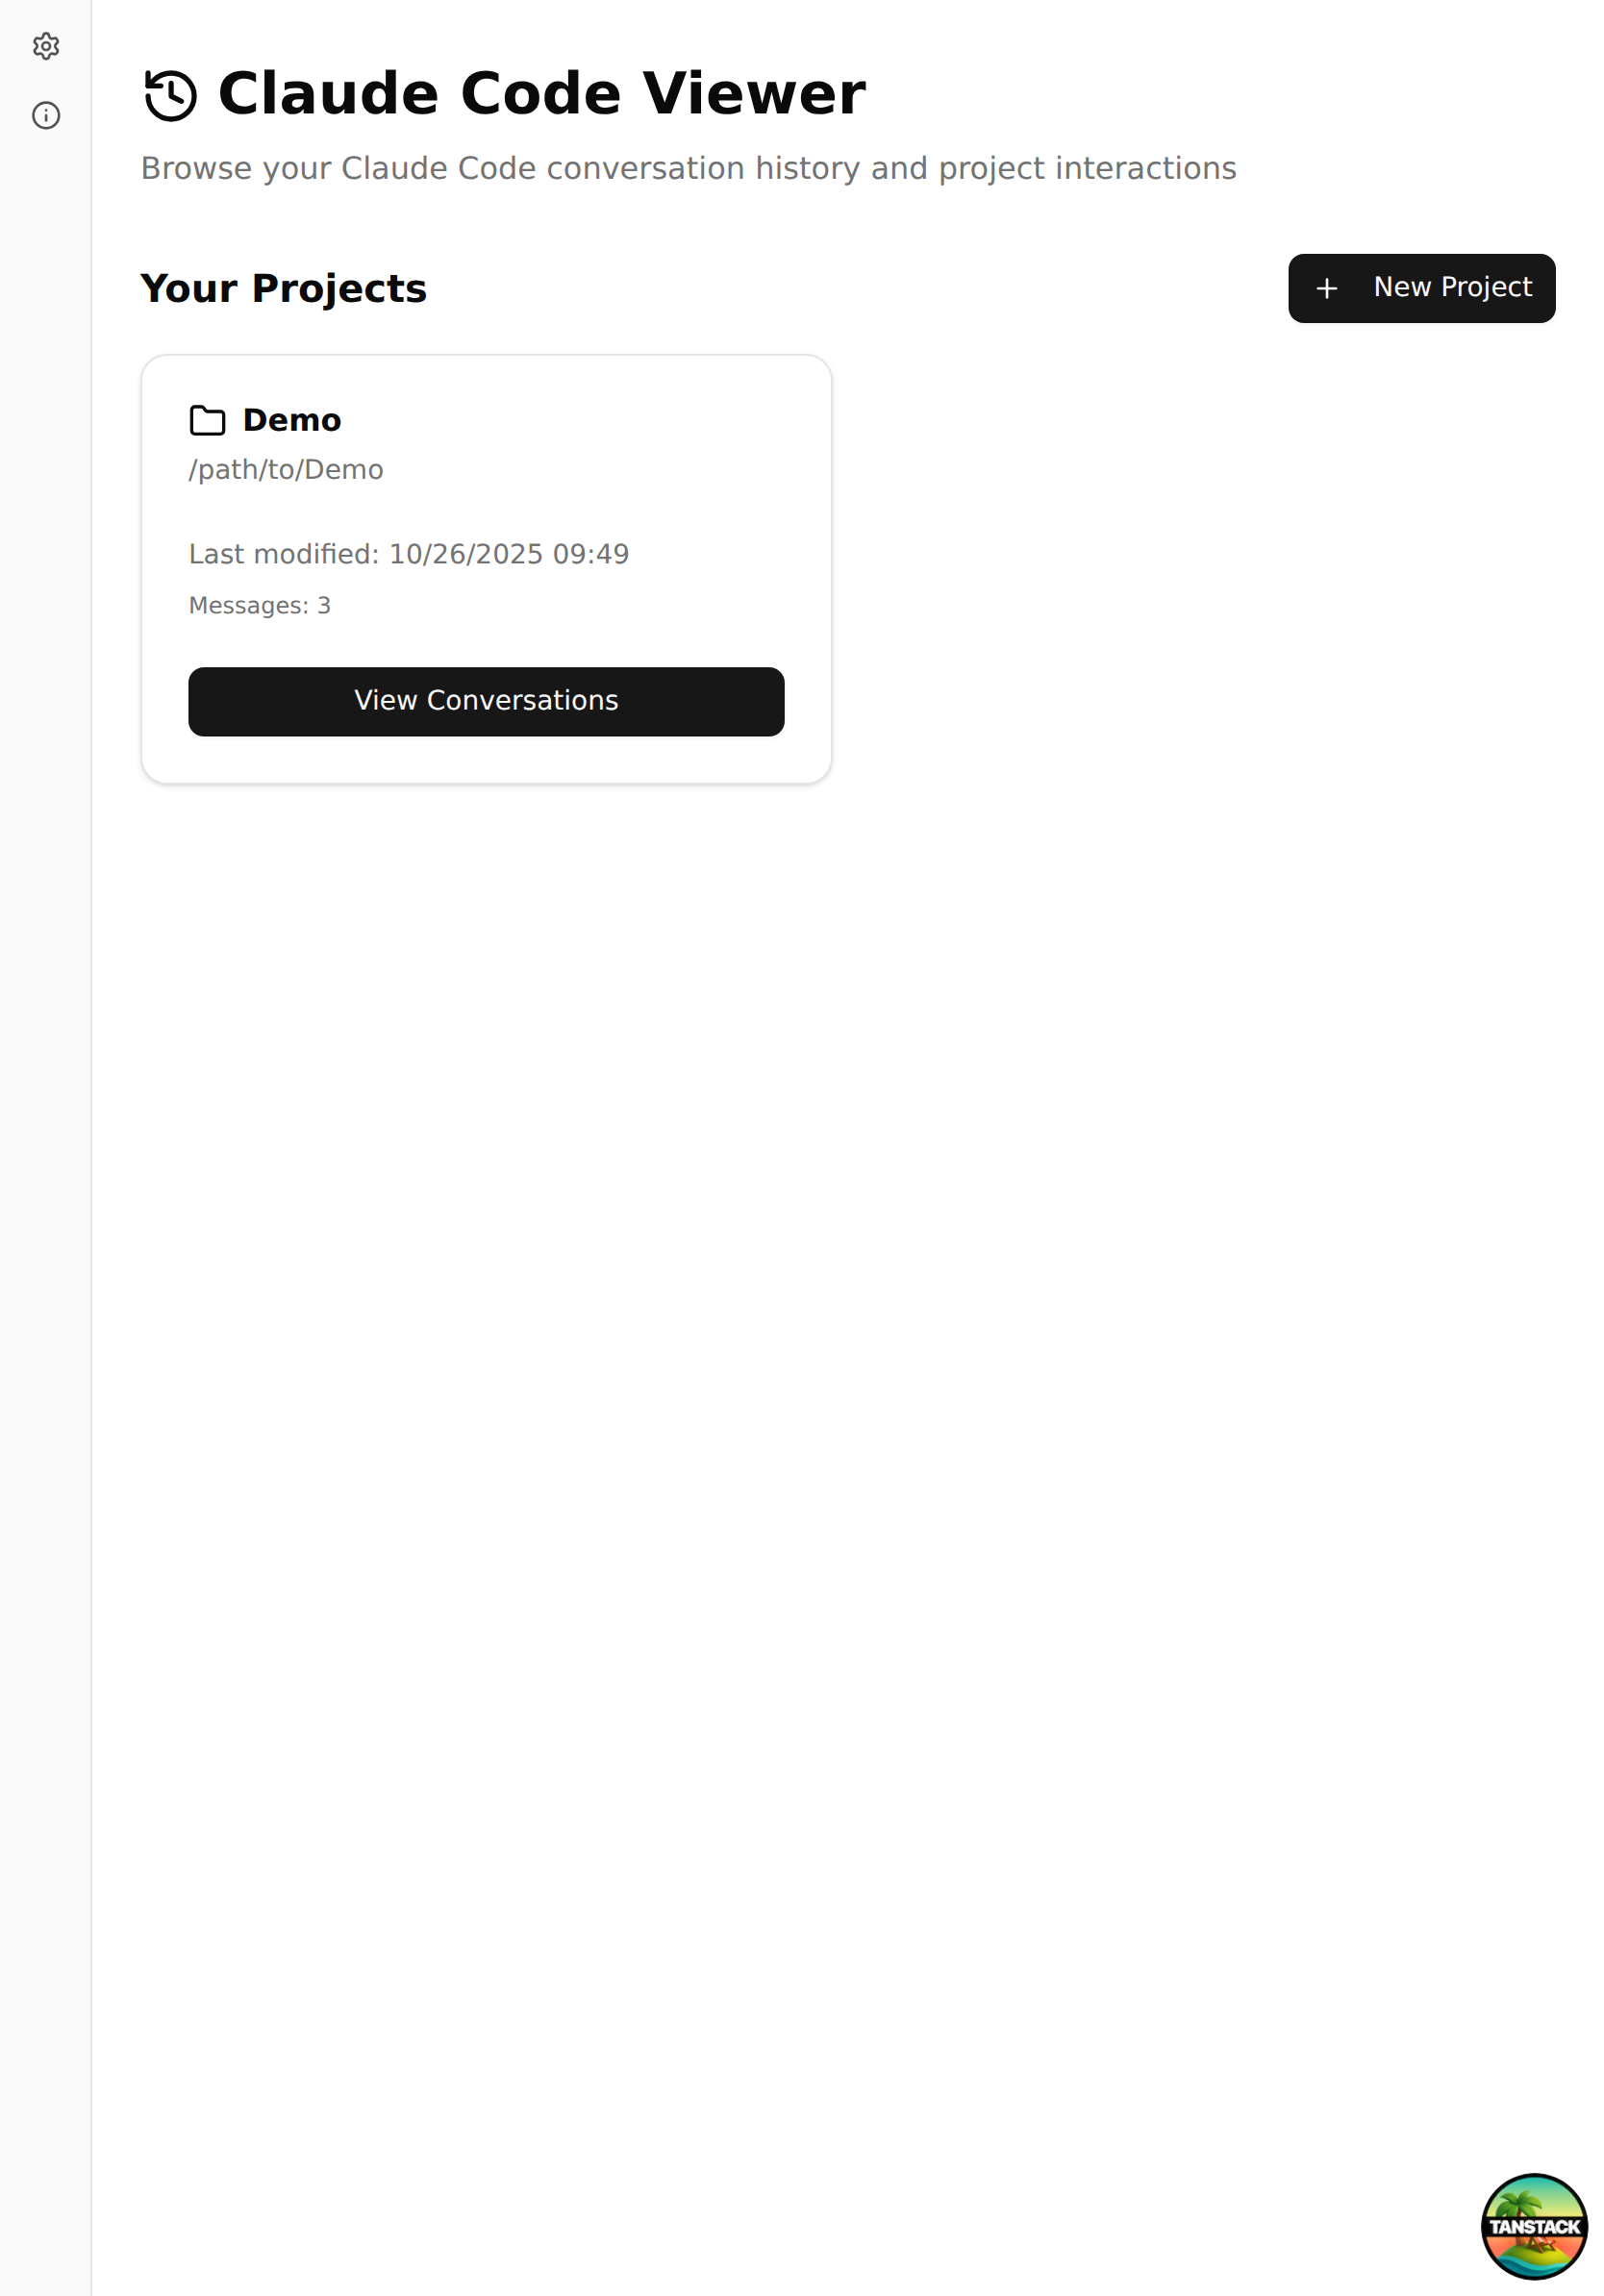 Claude Code Viewer
Browse your Claude Code conversation history and project interactions
Your Projects
New Project
Demo
/path/to/Demo
Last modified: 10/26/2025 09:49
Messages: 3
View Conversations
TANSTACK